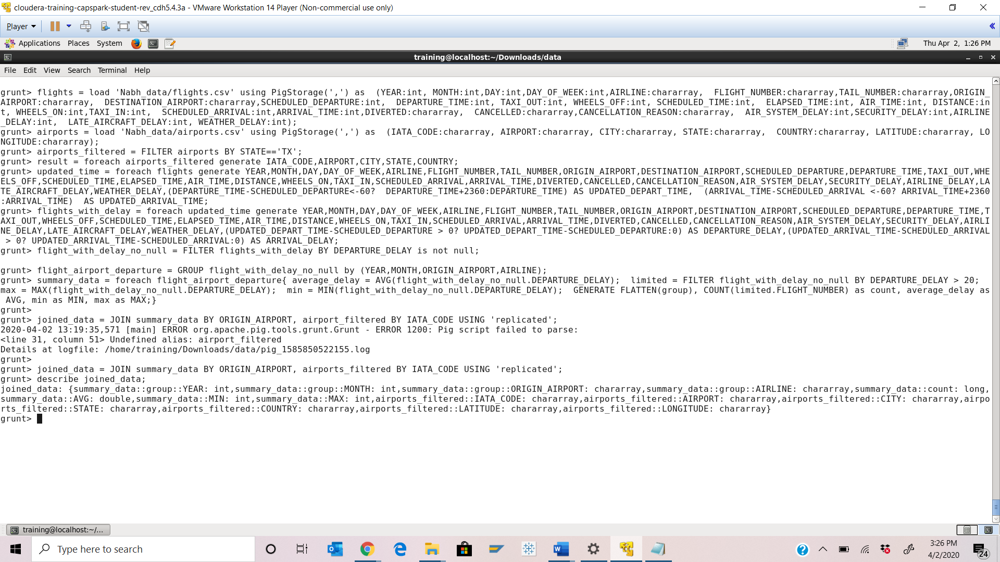 cloudera-training-capspark-student-rev_cdh5.4.3a - VMware Workstation 14 Player (Non-commercial use only)
Player
Applications Places System Thu Apr 2, 1:26 PM
training@localhost:~/Downloads/data
File Edit View Search Terminal Help
grunt> flights = load 'Nabh_data/flights.csv' using PigStorage(',') as  (YEAR:int, MONTH:int,DAY:int,DAY_OF_WEEK:int,AIRLINE:chararray,  FLIGHT_NUMBER:chararray,TAIL_NUMBER:chararray,ORIGIN_
AIRPORT:chararray,  DESTINATION_AIRPORT:chararray,SCHEDULED_DEPARTURE:int,  DEPARTURE_TIME:int, TAXI_OUT:int, WHEELS_OFF:int, SCHEDULED_TIME:int,  ELAPSED_TIME:int, AIR_TIME:int, DISTANCE:in
t, WHEELS_ON:int,TAXI_IN:int,  SCHEDULED_ARRIVAL:int,ARRIVAL_TIME:int,DIVERTED:chararray,  CANCELLED:chararray,CANCELLATION_REASON:chararray,  AIR_SYSTEM_DELAY:int,SECURITY_DELAY:int,AIRLINE
_DELAY:int,  LATE_AIRCRAFT_DELAY:int, WEATHER_DELAY:int);
grunt> airports = load 'Nabh_data/airports.csv' using PigStorage(',') as  (IATA_CODE:chararray, AIRPORT:chararray, CITY:chararray, STATE:chararray,  COUNTRY:chararray, LATITUDE:chararray, LO
NGITUDE:chararray);
grunt> airports_filtered = FILTER airports BY STATE=='TX';
grunt> result = foreach airports_filtered generate IATA_CODE,AIRPORT,CITY,STATE,COUNTRY;
grunt> updated_time = foreach flights generate YEAR,MONTH,DAY,DAY_OF_WEEK,AIRLINE,FLIGHT_NUMBER,TAIL_NUMBER,ORIGIN_AIRPORT,DESTINATION_AIRPORT,SCHEDULED_DEPARTURE,DEPARTURE_TIME,TAXI_OUT,WHE
ELS_OFF,SCHEDULED_TIME,ELAPSED_TIME,AIR_TIME,DISTANCE,WHEELS_ON,TAXI_IN,SCHEDULED_ARRIVAL,ARRIVAL_TIME,DIVERTED,CANCELLED,CANCELLATION_REASON,AIR_SYSTEM_DELAY,SECURITY_DELAY,AIRLINE_DELAY,LA
TE_AIRCRAFT_DELAY,WEATHER_DELAY,(DEPARTURE_TIME-SCHEDULED_DEPARTURE<-60?  DEPARTURE_TIME+2360:DEPARTURE_TIME) AS UPDATED_DEPART_TIME,  (ARRIVAL_TIME-SCHEDULED_ARRIVAL <-60? ARRIVAL_TIME+2360
:ARRIVAL_TIME)  AS UPDATED_ARRIVAL_TIME;
grunt> flights_with_delay = foreach updated_time generate YEAR,MONTH,DAY,DAY_OF_WEEK,AIRLINE,FLIGHT_NUMBER,TAIL_NUMBER,ORIGIN_AIRPORT,DESTINATION_AIRPORT,SCHEDULED_DEPARTURE,DEPARTURE_TIME,T
AXI_OUT,WHEELS_OFF,SCHEDULED_TIME,ELAPSED_TIME,AIR_TIME,DISTANCE,WHEELS_ON,TAXI_IN,SCHEDULED_ARRIVAL,ARRIVAL_TIME,DIVERTED,CANCELLED,CANCELLATION_REASON,AIR_SYSTEM_DELAY,SECURITY_DELAY,AIRLI
NE_DELAY,LATE_AIRCRAFT_DELAY,WEATHER_DELAY,(UPDATED_DEPART_TIME-SCHEDULED_DEPARTURE > 0? UPDATED_DEPART_TIME-SCHEDULED_DEPARTURE:0) AS DEPARTURE_DELAY,(UPDATED_ARRIVAL_TIME-SCHEDULED_ARRIVAL
 > 0? UPDATED_ARRIVAL_TIME-SCHEDULED_ARRIVAL:0) AS ARRIVAL_DELAY;
grunt> flight_with_delay_no_null = FILTER flights_with_delay BY DEPARTURE_DELAY is not null;
grunt> flight_airport_departure = GROUP flight_with_delay_no_null by (YEAR,MONTH,ORIGIN_AIRPORT,AIRLINE);
grunt> summary_data = foreach flight_airport_departure{ average_delay = AVG(flight_with_delay_no_null.DEPARTURE_DELAY);  limited = FILTER flight_with_delay_no_null BY DEPARTURE_DELAY > 20;
max = MAX(flight_with_delay_no_null.DEPARTURE_DELAY);  min = MIN(flight_with_delay_no_null.DEPARTURE_DELAY);  GENERATE FLATTEN(group), COUNT(limited.FLIGHT_NUMBER) as count, average_delay as
 AVG, min as MIN, max as MAX;}
grunt>
grunt> joined_data = JOIN summary_data BY ORIGIN_AIRPORT, airport_filtered BY IATA_CODE USING 'replicated';
2020-04-02 13:19:35,571 [main] ERROR org.apache.pig.tools.grunt.Grunt - ERROR 1200: Pig script failed to parse:
<line 31, column 51> Undefined alias: airport_filtered
Details at logfile: /home/training/Downloads/data/pig_1585850522155.log
grunt>
grunt> joined_data = JOIN summary_data BY ORIGIN_AIRPORT, airports_filtered BY IATA_CODE USING 'replicated';
grunt> describe joined_data;
joined_data: {summary_data::group::YEAR: int,summary_data::group::MONTH: int,summary_data::group::ORIGIN_AIRPORT: chararray,summary_data::group::AIRLINE: chararray,summary_data::count: long,
summary_data::AVG: double,summary_data::MIN: int,summary_data::MAX: int,airports_filtered::IATA_CODE: chararray,airports_filtered::AIRPORT: chararray,airports_filtered::CITY: chararray,airpo
rts_filtered::STATE: chararray,airports_filtered::COUNTRY: chararray,airports_filtered::LATITUDE: chararray,airports_filtered::LONGITUDE: chararray}
grunt>
training@localhost:~/...
Type here to search
3:26 PM
4/2/2020
24